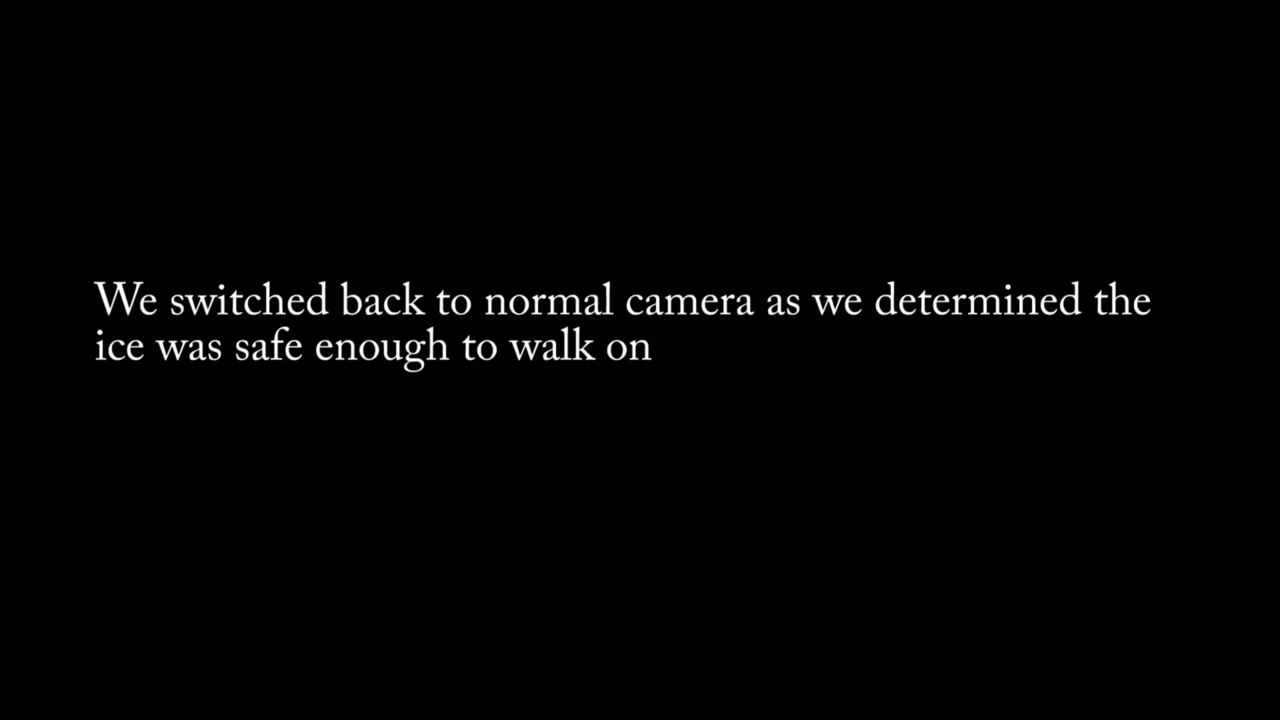 We switched back to normal camera as we determined the
ice was safe enough to walk on